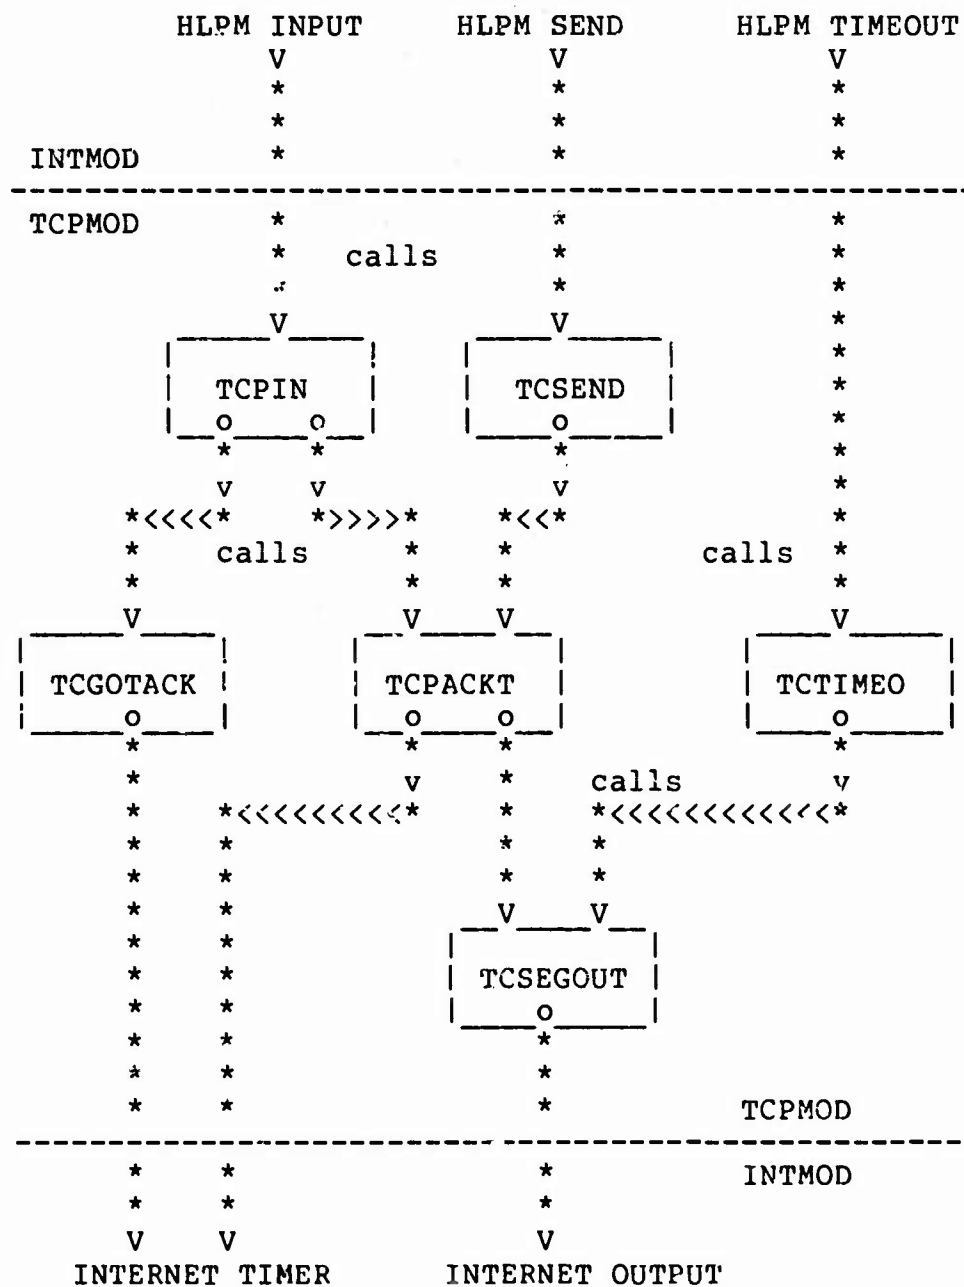 HLPM INPUT HLPM SEND HLPM TIMEOUT
INTMOD
TCPMOD
calls
TCPIN TCSEND
calls calls
TCGOTACK TCPACKT TCTIMEO
calls
TCSEGOUT
TCPMOD
INTMOD
INTERNET TIMER INTERNET OUTPUT